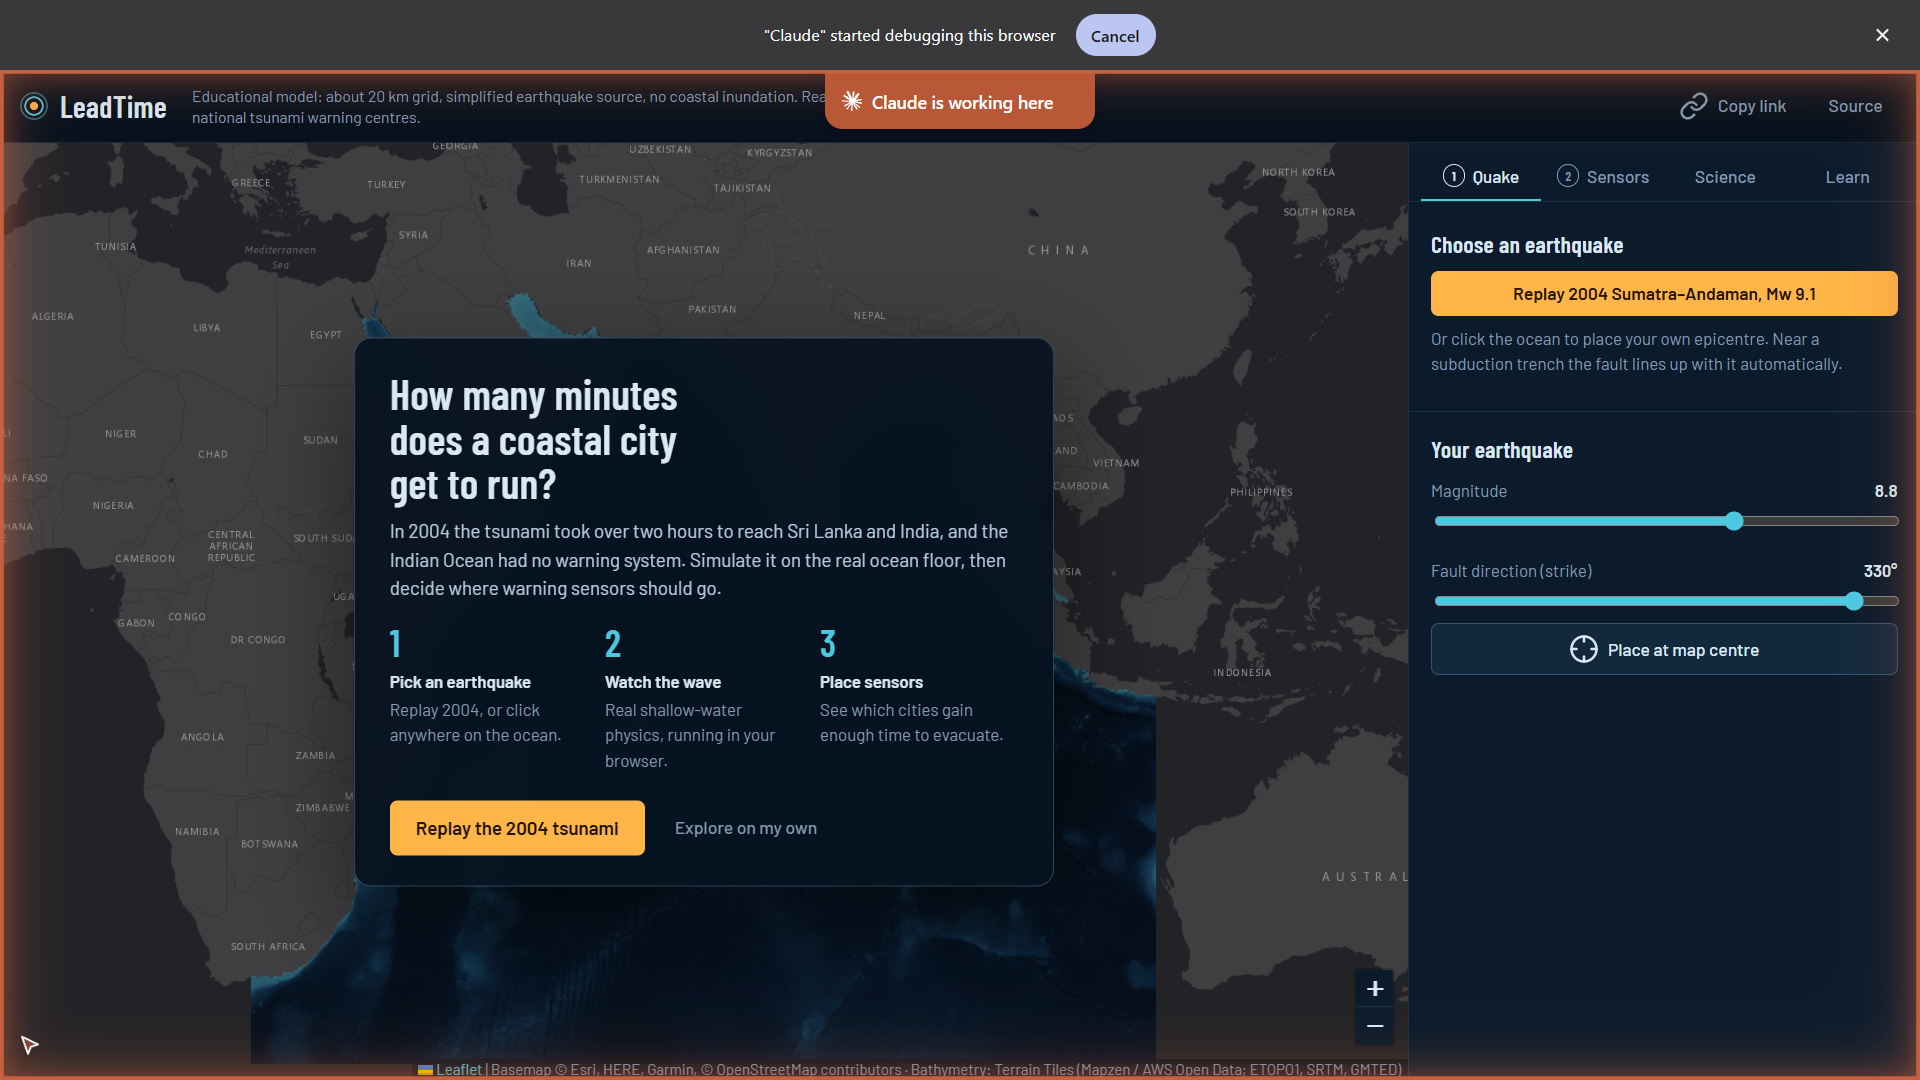 "Claude" started debugging this browser
Cancel
LeadTime
Educational model: about 20 km grid, simplified earthquake source, no coastal inundation. Rea
national tsunami warning centres.
Claude is working here
Copy link
Source
GEORGIA
UZBEKISTAN
KYRGYZSTAN
GREECE
TURKEY
TURKMENISTAN
TAJIKISTAN
NORTH KOREA
SOUTH KOREA
TUNISIA
Mediterranean
Sea
SYRIA
IRAN
AFGHANISTAN
CHINA
ALGERIA
LIBYA
EGYPT
PAKISTAN
NEPAL
NIGER
CHAD
SUDAN
NA FASO
NIGERIA
HANA
CENTRAL
AFRICAN
REPUBLIC
SOUTH SUD
CAMEROON
UGA
GABON
CONGO
DR CONGO
ANGOLA
ZAMBIA
M
ZIMBABWE
NAMIBIA
BOTSWANA
SOUTH AFRICA
AOS
LAND
VIETNAM
CAMBODIA
PHILIPPINES
AYSIA
INDONESIA
AUSTRAL
How many minutes
does a coastal city
get to run?
In 2004 the tsunami took over two hours to reach Sri Lanka and India, and the
Indian Ocean had no warning system. Simulate it on the real ocean floor, then
decide where warning sensors should go.
1
Pick an earthquake
Replay 2004, or click
anywhere on the ocean.
2
Watch the wave
Real shallow-water
physics, running in your
browser.
3
Place sensors
See which cities gain
enough time to evacuate.
Replay the 2004 tsunami
Explore on my own
+
−
Leaflet | Basemap © Esri, HERE, Garmin, © OpenStreetMap contributors · Bathymetry: Terrain Tiles (Mapzen / AWS Open Data; ETOPO1, SRTM, GMTED)
1 Quake
2 Sensors
Science
Learn
Choose an earthquake
Replay 2004 Sumatra–Andaman, Mw 9.1
Or click the ocean to place your own epicentre. Near a
subduction trench the fault lines up with it automatically.
Your earthquake
Magnitude 8.8
Fault direction (strike) 330°
Place at map centre